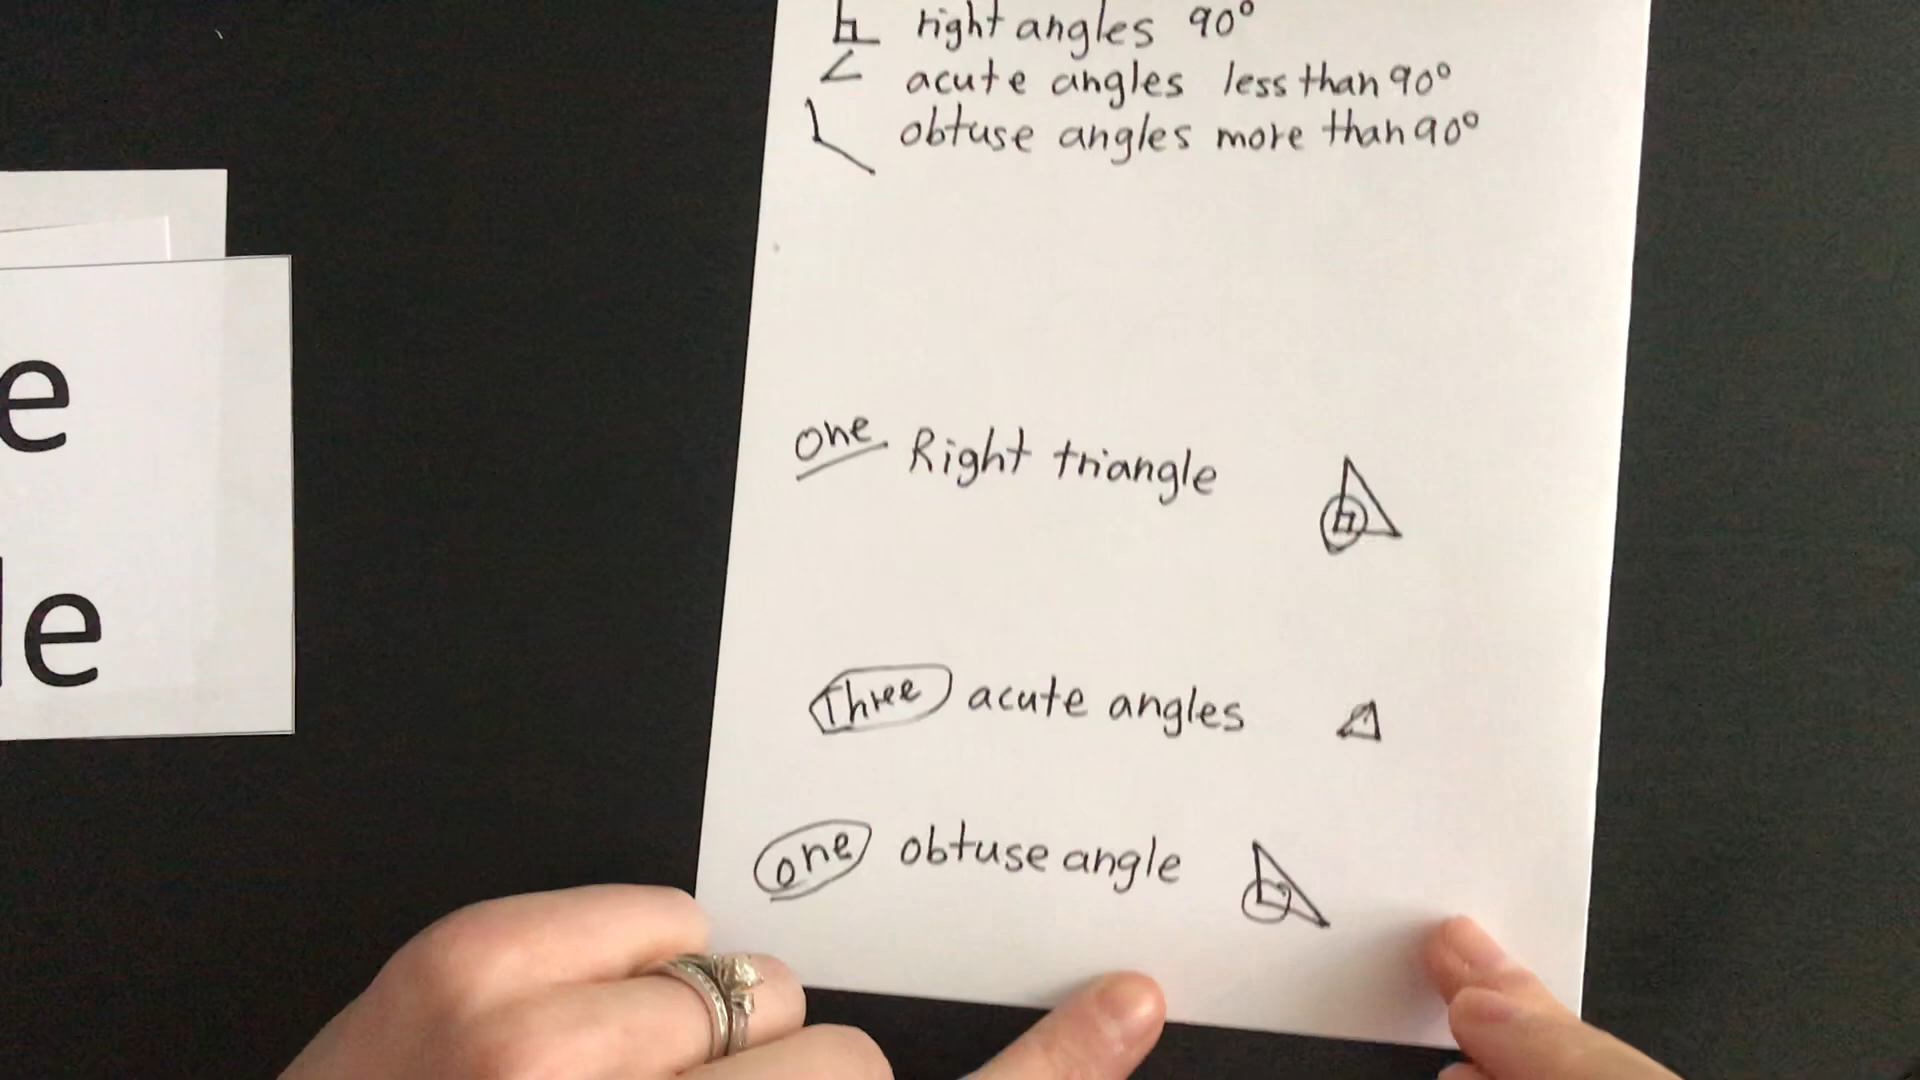 right angles 90°
acute angles less than 90°
obtuse angles more than 90°
one Right triangle
Three acute angles
one obtuse angle
e
le